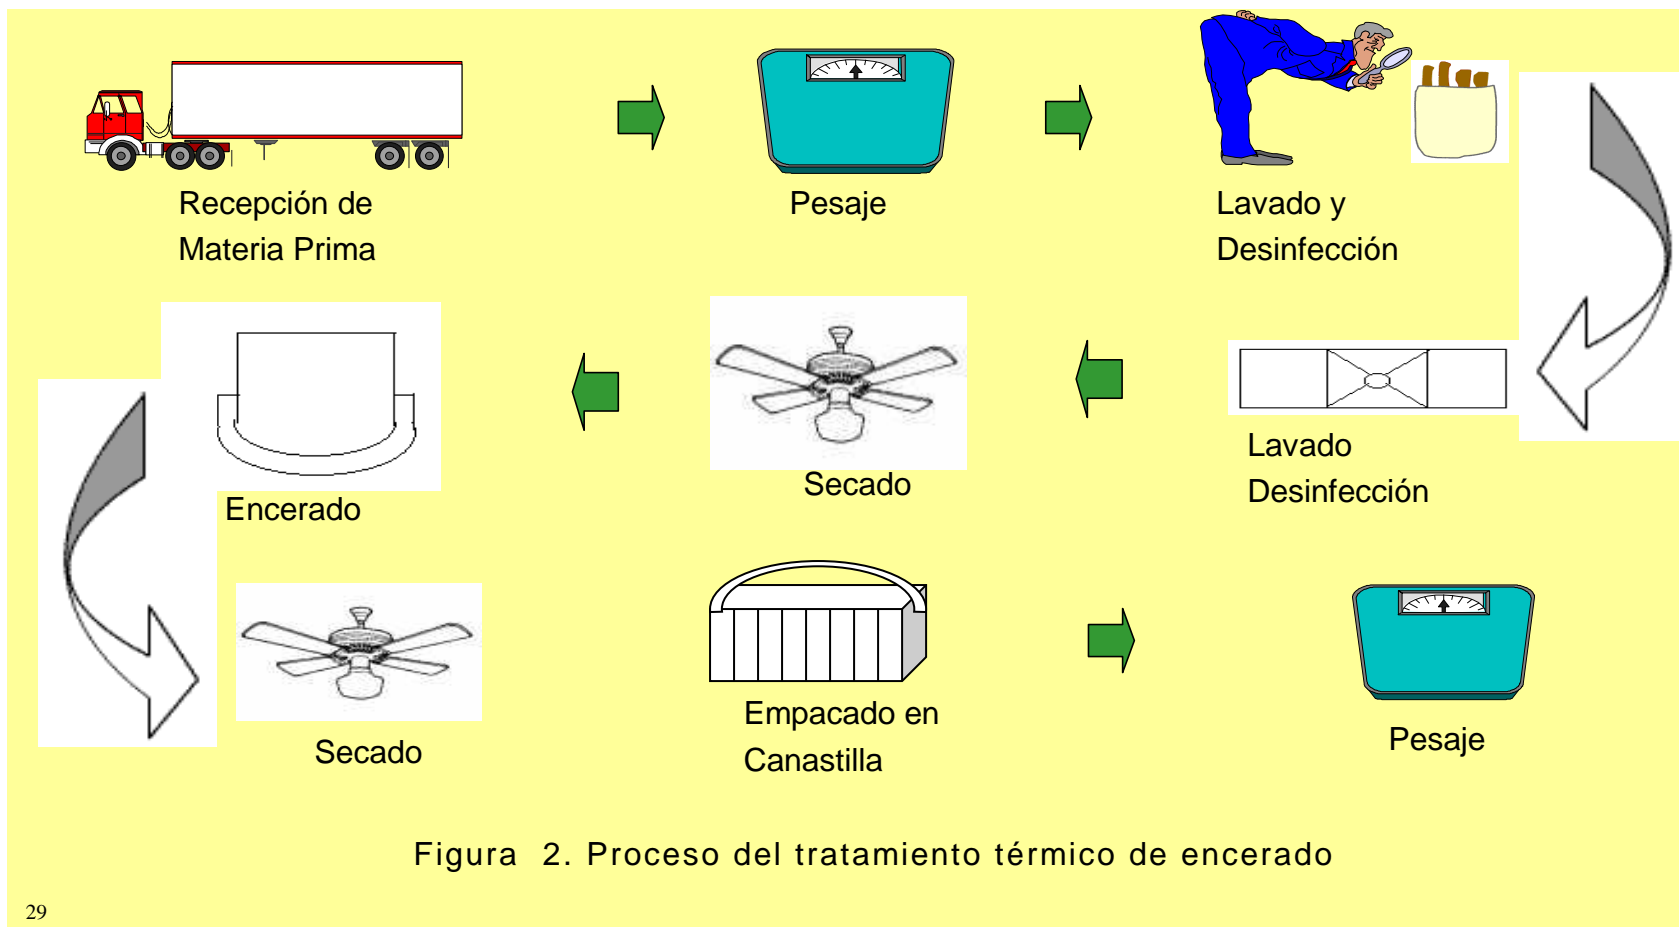 Recepción de
Materia Prima
Pesaje
Lavado y
Desinfección
Encerado
Secado
Lavado
Desinfección
Secado
Empacado en
Canastilla
Pesaje
Figura 2. Proceso del tratamiento térmico de encerado
29